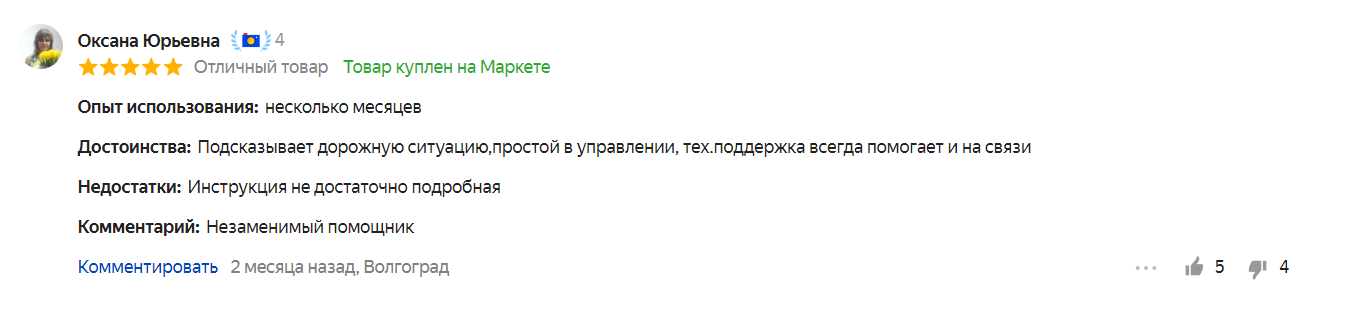 Оксана Юрьевна 4
Отличный товар Товар куплен на Маркете
Опыт использования: несколько месяцев
Достоинства: Подсказывает дорожную ситуацию,простой в управлении, тех.поддержка всегда помогает и на связи
Недостатки: Инструкция не достаточно подробная
Комментарий: Незаменимый помощник
Комментировать 2 месяца назад, Волгоград ... 5 4